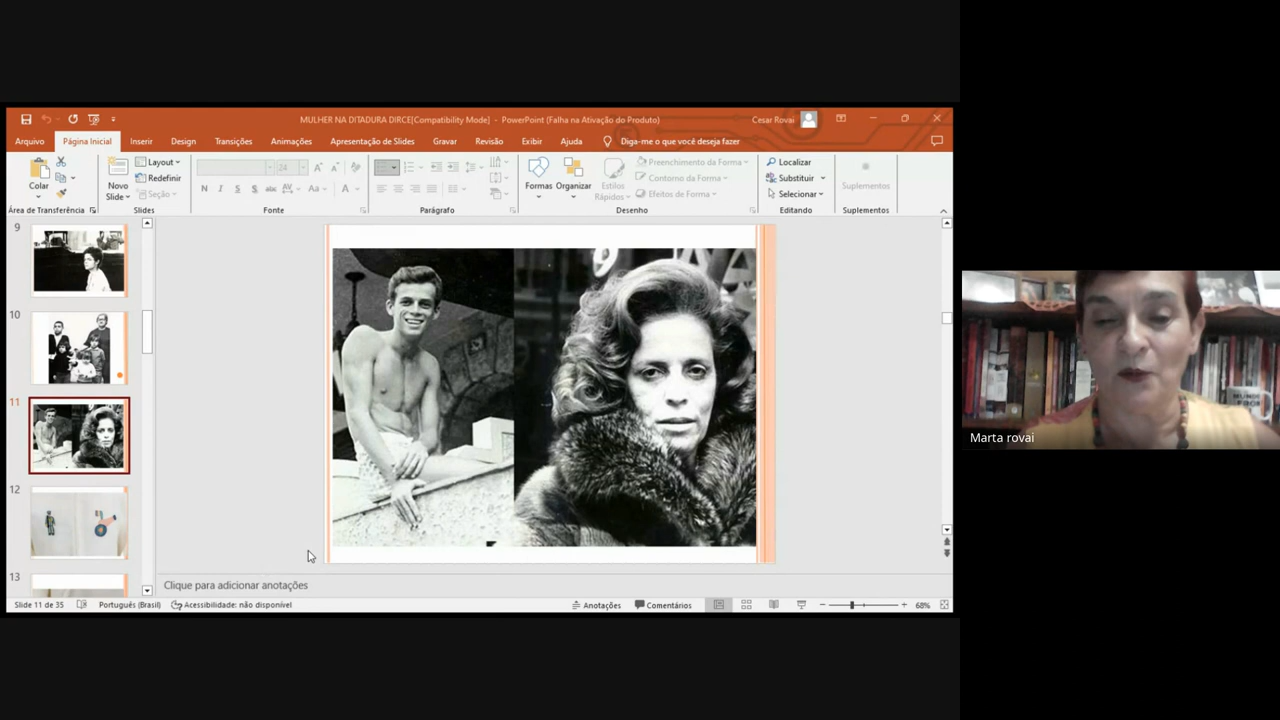 MULHER NA DITADURA DIRCE[Compatibility Mode] - PowerPoint (Falha na Ativação do Produto)
Cesar Rovai
Arquivo Página Inicial Inserir Design Transições Animações Apresentação de Slides Gravar Revisão Exibir Ajuda Diga-me o que você deseja fazer
Colar
Novo
Slide
Layout
Redefinir
Seção
24
N I S S abc AV Aa A
Formas
Organizar
Estilos
Rápidos
Preenchimento da Forma
Contorno da Forma
Efeitos de Forma
Localizar
Substituir
Selecionar
Suplementos
Área de Transferência Slides Fonte Parágrafo Desenho Editando Suplementos
9
10
11
12
13
Clique para adicionar anotações
Slide 11 de 35 Português (Brasil) Acessibilidade: não disponível Anotações Comentários 68%
Marta rovai